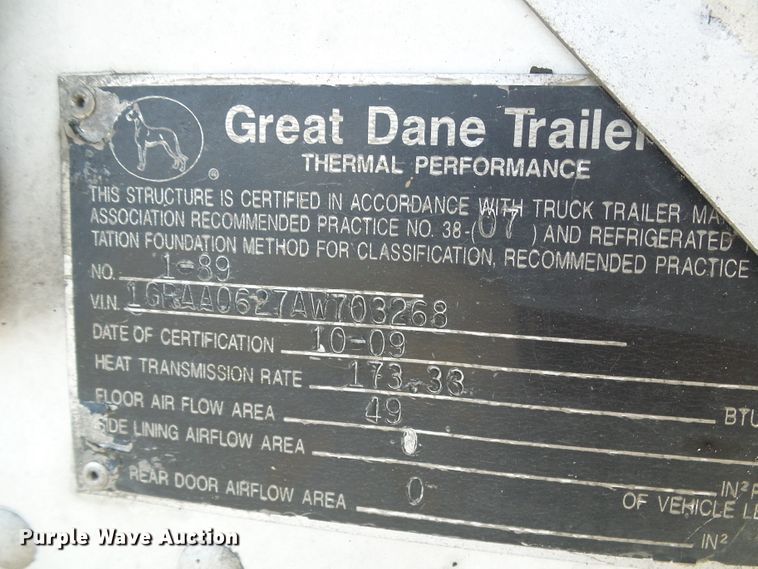 Great Dane Trailer
®
THERMAL PERFORMANCE
THIS STRUCTURE IS CERTIFIED IN ACCORDANCE WITH TRUCK TRAILER MA
ASSOCIATION RECOMMENDED PRACTICE NO. 38-(07) AND REFRIGERATED
TATION FOUNDATION METHOD FOR CLASSIFICATION, RECOMMENDED PRACTICE
NO. 1-89
V.I.N. 1GRAA0627AW703268
DATE OF CERTIFICATION 10-09
HEAT TRANSMISSION RATE 173.33
FLOOR AIR FLOW AREA 49 BTU
SIDE LINING AIRFLOW AREA 0
REAR DOOR AIRFLOW AREA 0 IN² P
OF VEHICLE LE
IN²
Purple Wave Auction